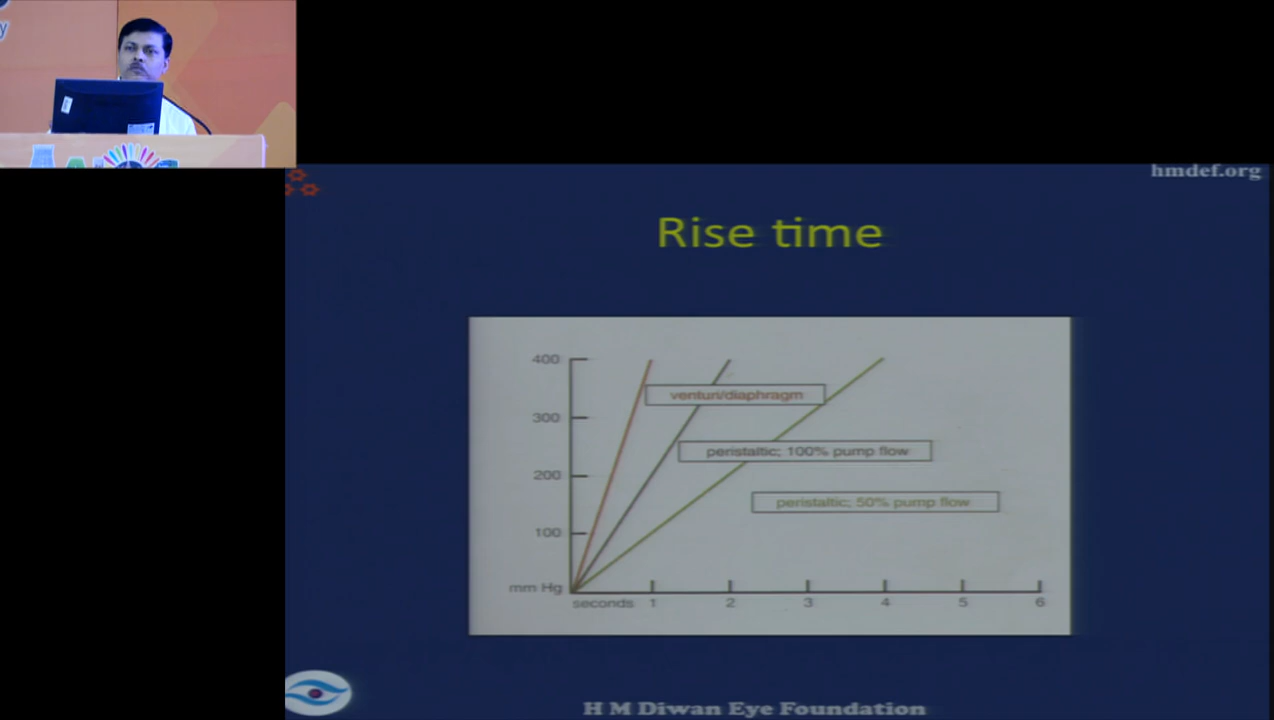 hmdef.org
Rise time
400
venturi/diaphragm
300
peristaltic; 100% pump flow
200
peristaltic; 50% pump flow
100
mm Hg
seconds 1 2 3 4 5 6
H M Diwan Eye Foundation